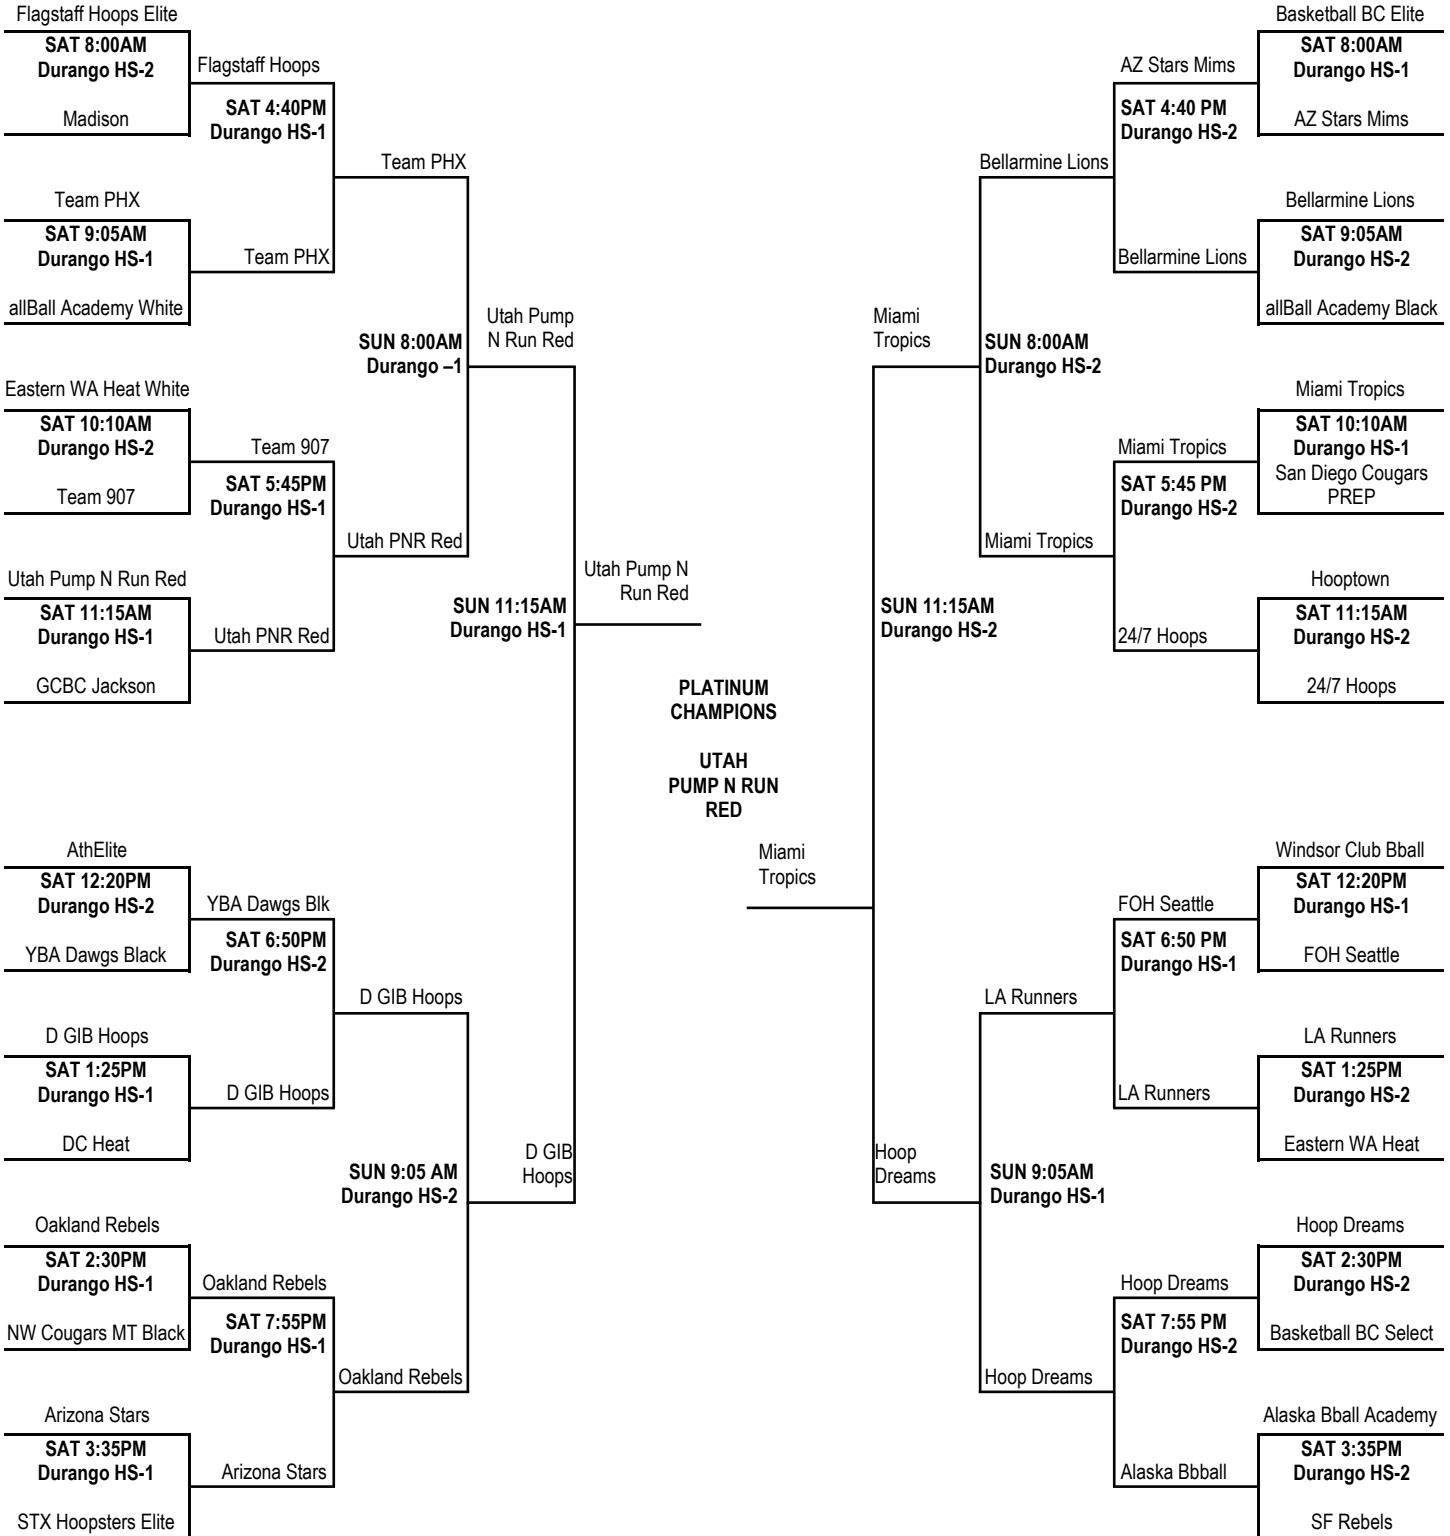 Flagstaff Hoops Elite
SAT 8:00AM
Durango HS-2
Madison
Flagstaff Hoops
SAT 4:40PM
Durango HS-1
Team PHX
Team PHX
SAT 9:05AM
Durango HS-1
allBall Academy White
Team PHX
SUN 8:00AM
Durango –1
Utah Pump
N Run Red
Eastern WA Heat White
SAT 10:10AM
Durango HS-2
Team 907
Team 907
SAT 5:45PM
Durango HS-1
Utah PNR Red
Utah Pump N Run Red
SAT 11:15AM
Durango HS-1
GCBC Jackson
Utah PNR Red
SUN 11:15AM
Durango HS-1
Utah Pump N
Run Red
PLATINUM
CHAMPIONS
UTAH
PUMP N RUN
RED
AthElite
SAT 12:20PM
Durango HS-2
YBA Dawgs Black
YBA Dawgs Blk
SAT 6:50PM
Durango HS-2
D GIB Hoops
D GIB Hoops
SAT 1:25PM
Durango HS-1
DC Heat
D GIB Hoops
SUN 9:05 AM
Durango HS-2
D GIB
Hoops
Oakland Rebels
SAT 2:30PM
Durango HS-1
NW Cougars MT Black
Oakland Rebels
SAT 7:55PM
Durango HS-1
Oakland Rebels
Arizona Stars
SAT 3:35PM
Durango HS-1
STX Hoopsters Elite
Arizona Stars
Basketball BC Elite
SAT 8:00AM
Durango HS-1
AZ Stars Mims
AZ Stars Mims
SAT 4:40 PM
Durango HS-2
Bellarmine Lions
Bellarmine Lions
SAT 9:05AM
Durango HS-2
allBall Academy Black
Bellarmine Lions
Miami
Tropics
SUN 8:00AM
Durango HS-2
Miami Tropics
SAT 10:10AM
Durango HS-1
San Diego Cougars
PREP
Miami Tropics
SAT 5:45 PM
Durango HS-2
Miami Tropics
Hooptown
SAT 11:15AM
Durango HS-2
24/7 Hoops
24/7 Hoops
SUN 11:15AM
Durango HS-2
Miami
Tropics
Windsor Club Bball
SAT 12:20PM
Durango HS-1
FOH Seattle
FOH Seattle
SAT 6:50 PM
Durango HS-1
LA Runners
LA Runners
SAT 1:25PM
Durango HS-2
Eastern WA Heat
LA Runners
Hoop
Dreams
SUN 9:05AM
Durango HS-1
Hoop Dreams
SAT 2:30PM
Durango HS-2
Basketball BC Select
Hoop Dreams
SAT 7:55 PM
Durango HS-2
Hoop Dreams
Alaska Bball Academy
SAT 3:35PM
Durango HS-2
SF Rebels
Alaska Bbball